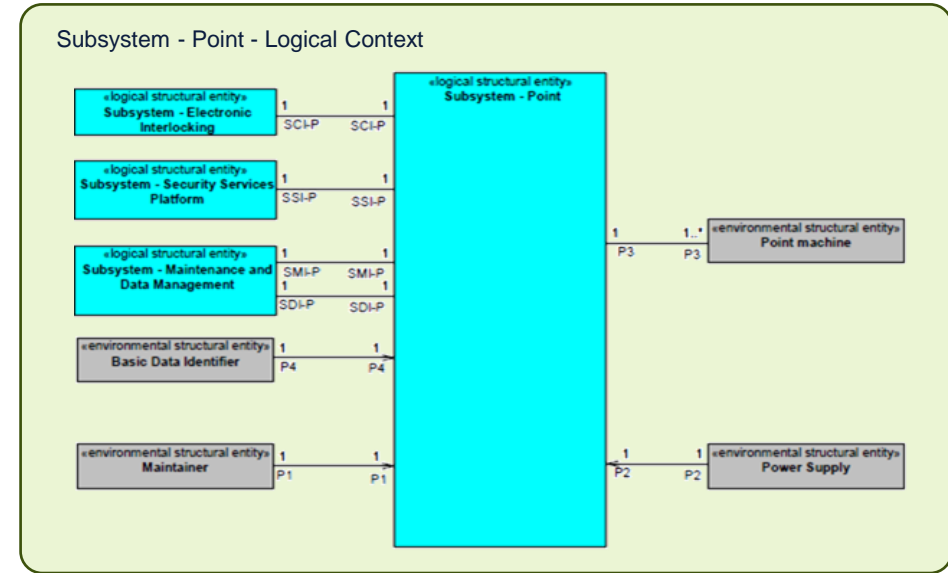 Subsystem - Point - Logical Context
«logical structural entity»
Subsystem - Electronic
Interlocking
1
1
SCI-P
SCI-P
«logical structural entity»
Subsystem - Security Services
Platform
1
1
SSI-P
SSI-P
«logical structural entity»
Subsystem - Maintenance and
Data Management
1
1
SMI-P
SMI-P
1
1
SDI-P
SDI-P
«environmental structural entity»
Basic Data Identifier
1
1
P4
P4
«environmental structural entity»
Maintainer
1
1
P1
P1
«logical structural entity»
Subsystem - Point
1
1..*
P3
P3
«environmental structural entity»
Point machine
1
1
P2
P2
«environmental structural entity»
Power Supply